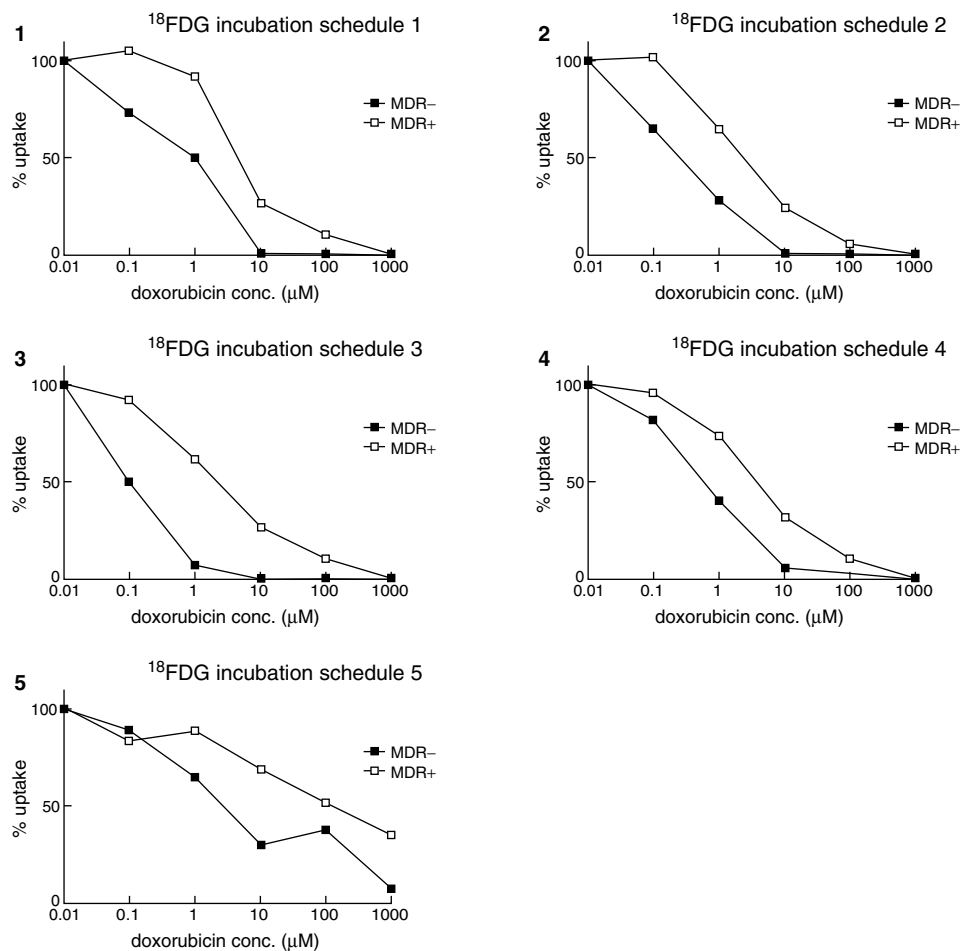 1
¹⁸FDG incubation schedule 1
100
50
0
% uptake
MDR−
MDR+
0.01 0.1 1 10 100 1000
doxorubicin conc. (μM)
2
¹⁸FDG incubation schedule 2
100
50
0
% uptake
MDR−
MDR+
0.01 0.1 1 10 100 1000
doxorubicin conc. (μM)
3
¹⁸FDG incubation schedule 3
100
50
0
% uptake
MDR−
MDR+
0.01 0.1 1 10 100 1000
doxorubicin conc. (μM)
4
¹⁸FDG incubation schedule 4
100
50
0
% uptake
MDR−
MDR+
0.01 0.1 1 10 100 1000
doxorubicin conc. (μM)
5
¹⁸FDG incubation schedule 5
100
50
0
% uptake
MDR−
MDR+
0.01 0.1 1 10 100 1000
doxorubicin conc. (μM)